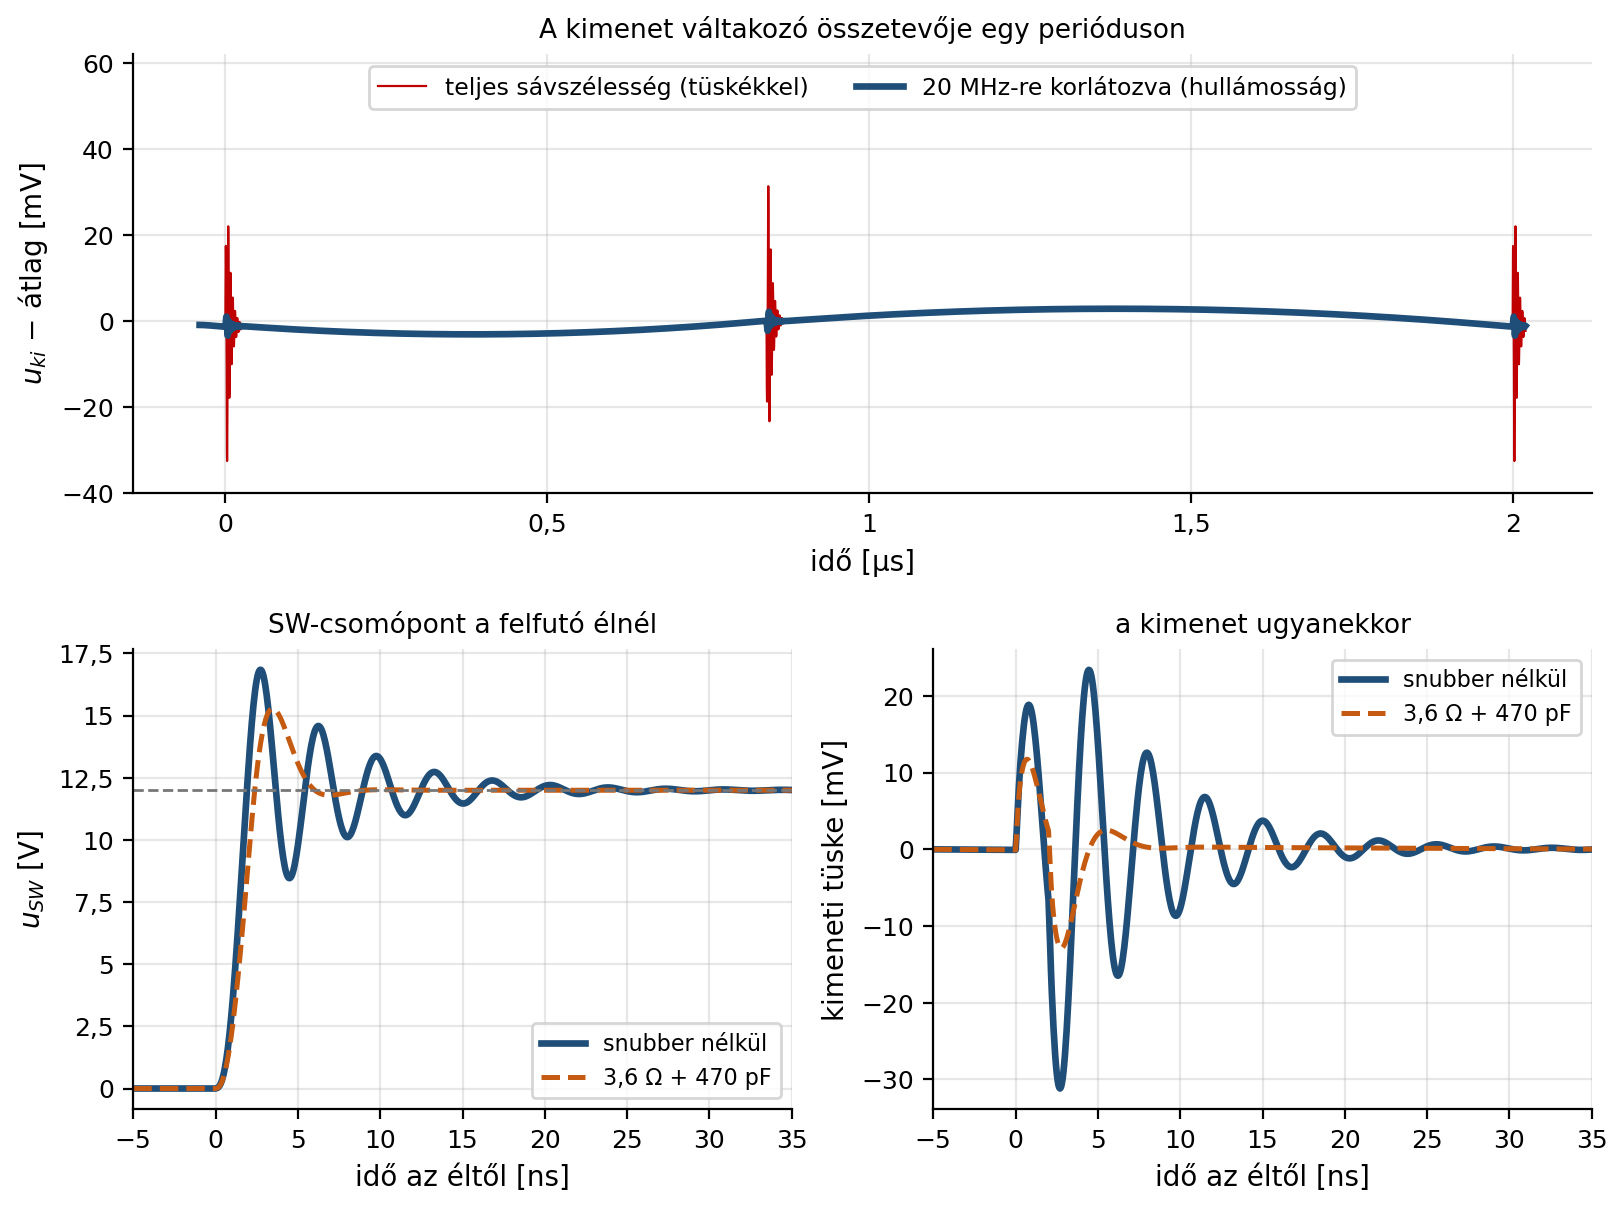 A kimenet váltakozó összetevője egy perióduson
60
40
20
0
−20
−40
u_ki − átlag [mV]
teljes sávszélesség (tüskékkel)
20 MHz-re korlátozva (hullámosság)
0
0,5
1
1,5
2
idő [µs]
SW-csomópont a felfutó élnél
17,5
15
12,5
10
7,5
5
2,5
0
u_SW [V]
snubber nélkül
3,6 Ω + 470 pF
−5
0
5
10
15
20
25
30
35
idő az éltől [ns]
a kimenet ugyanekkor
20
10
0
−10
−20
−30
kimeneti tüske [mV]
snubber nélkül
3,6 Ω + 470 pF
−5
0
5
10
15
20
25
30
35
idő az éltől [ns]